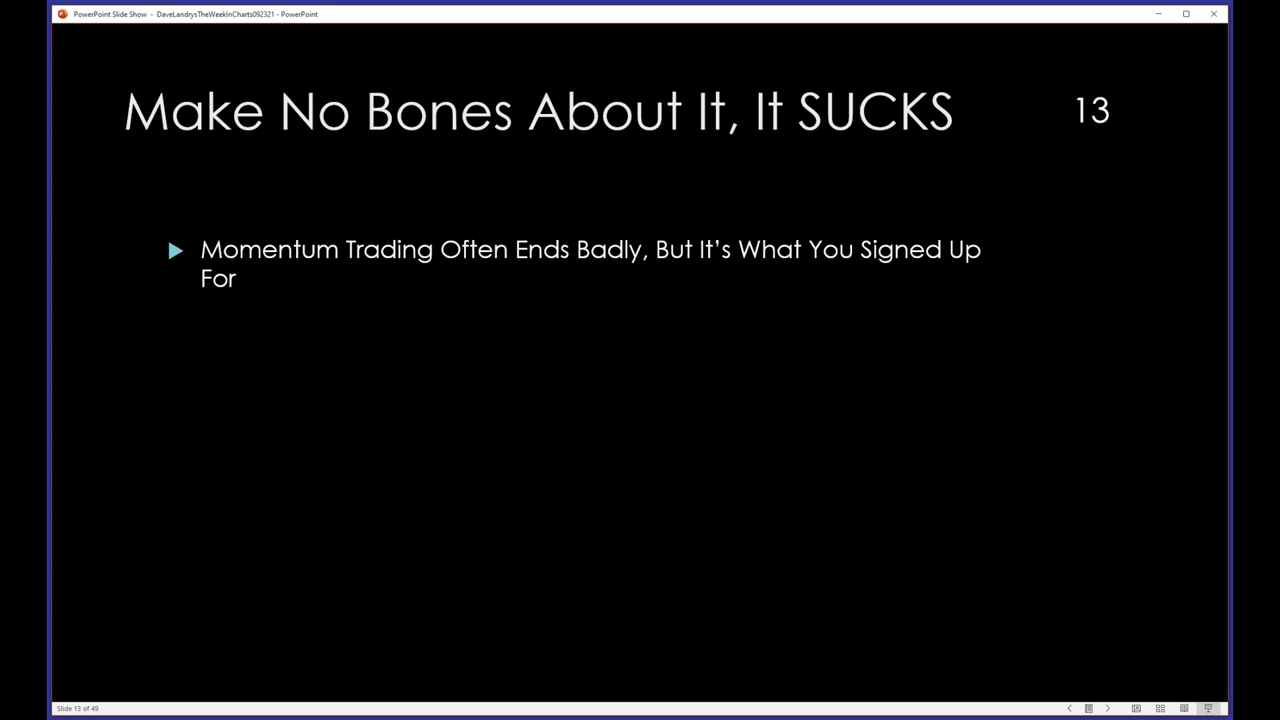 PowerPoint Slide Show - DaveLandrysTheWeekInCharts092321 - PowerPoint
Make No Bones About It, It SUCKS
13
Momentum Trading Often Ends Badly, But It’s What You Signed Up
For
Slide 13 of 49